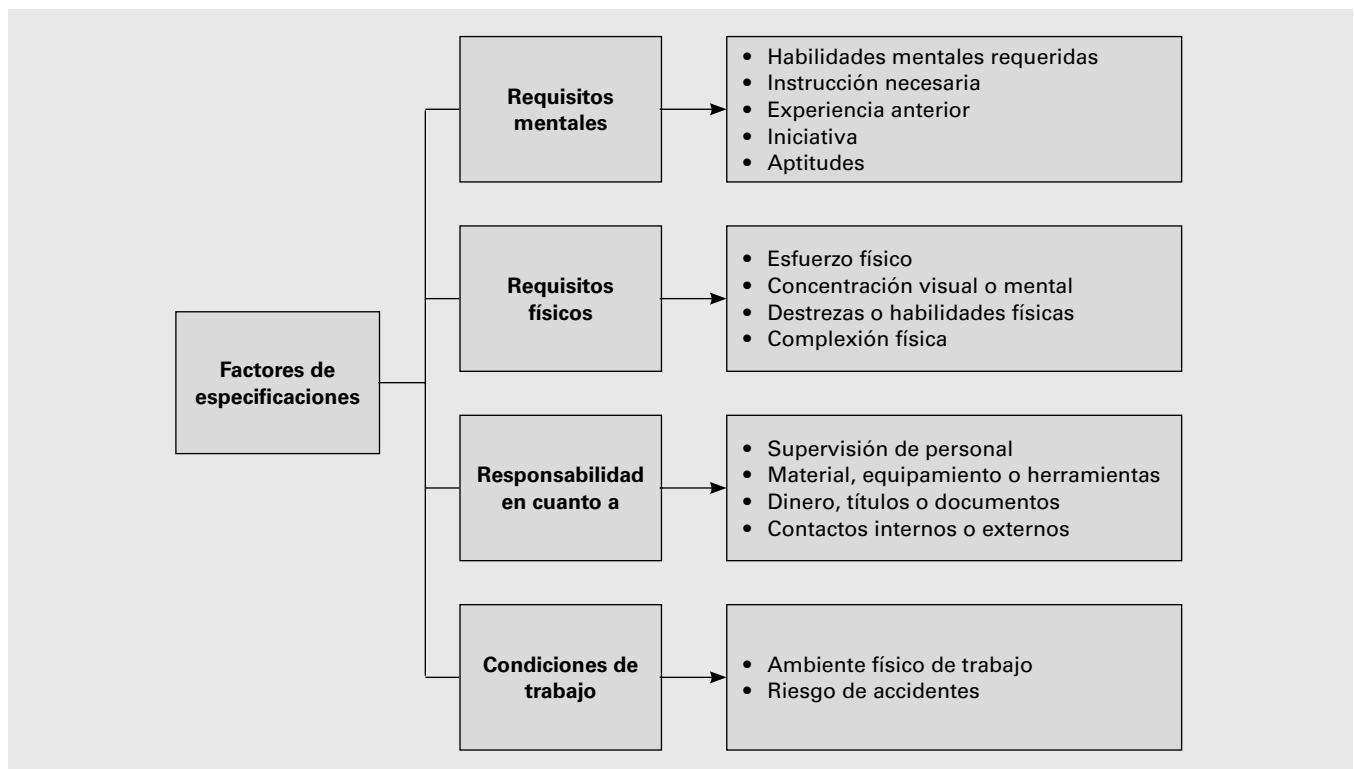 Requisitos
mentales
• Habilidades mentales requeridas
• Instrucción necesaria
• Experiencia anterior
• Iniciativa
• Aptitudes
Requisitos
físicos
• Esfuerzo físico
• Concentración visual o mental
• Destrezas o habilidades físicas
• Complexión física
Factores de
especificaciones
Responsabilidad
en cuanto a
• Supervisión de personal
• Material, equipamiento o herramientas
• Dinero, títulos o documentos
• Contactos internos o externos
Condiciones de
trabajo
• Ambiente físico de trabajo
• Riesgo de accidentes